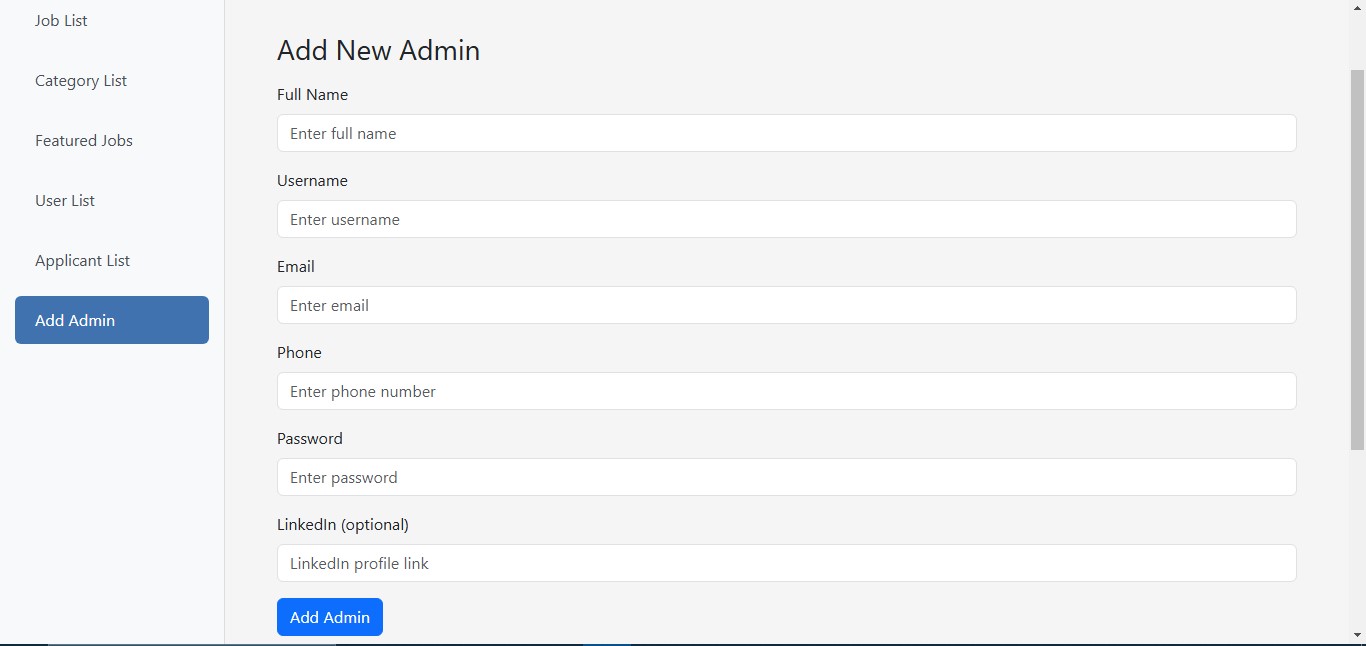 Job List
Category List
Featured Jobs
User List
Applicant List
Add Admin
Add New Admin
Full Name
Enter full name
Username
Enter username
Email
Enter email
Phone
Enter phone number
Password
Enter password
LinkedIn (optional)
LinkedIn profile link
Add Admin